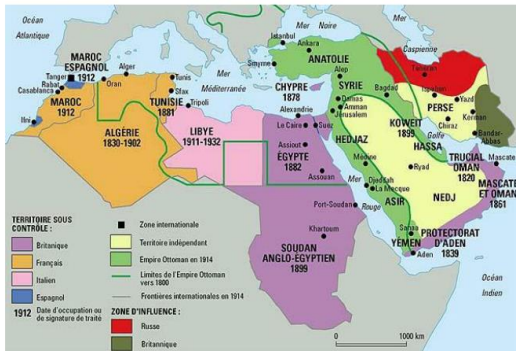 Océan
Atlantique
Mer Noire
Mer
Caspienne
Istanbul
Ankara
ANATOLIE
Smyrne
MAROC
ESPAGNOL
1912
Tanger
Rabat
Casablanca
Oran
Alger
Tunis
Sfax
TUNISIE
1881
Tripoli
Mer
Méditerranée
CHYPRE
1878
Alep
SYRIE
Damas
Amman
Jérusalem
Bagdad
Téhéran
Ispahan
Yazd
Kerman
PERSE
Chiraz
Bandar-
Abbas
MAROC
1912
Ifni
ALGÉRIE
1830-1902
LIBYE
1911-1932
Alexandrie
Le Caire
Suez
Assiout
ÉGYPTE
1882
Assouan
HEDJAZ
KOWEIT
1899
Golfe
HASSA
TRUCIAL
OMAN
1820
Mascate
MASCATE
ET OMAN
1861
Médine
Djeddah
La Mecque
Mer
Rouge
Ryad
NEDJ
ASIR
Port-Soudan
Khartoum
SOUDAN
ANGLO-ÉGYPTIEN
1899
Sanaa
YÉMEN
Aden
PROTECTORAT
D'ADEN
1839
Océan
Indien
TERRITOIRE SOUS
CONTRÔLE :
Britanique
Français
Italien
Espagnol
1912 Date d'occupation ou
de signature de traité
Zone internationale
Territoire indépendant
Empire Ottoman en 1914
Limites de l'Empire Ottoman
vers 1800
Frontières internationales en 1914
ZONE D'INFLUENCE :
Russe
Britannique
0 1000 km